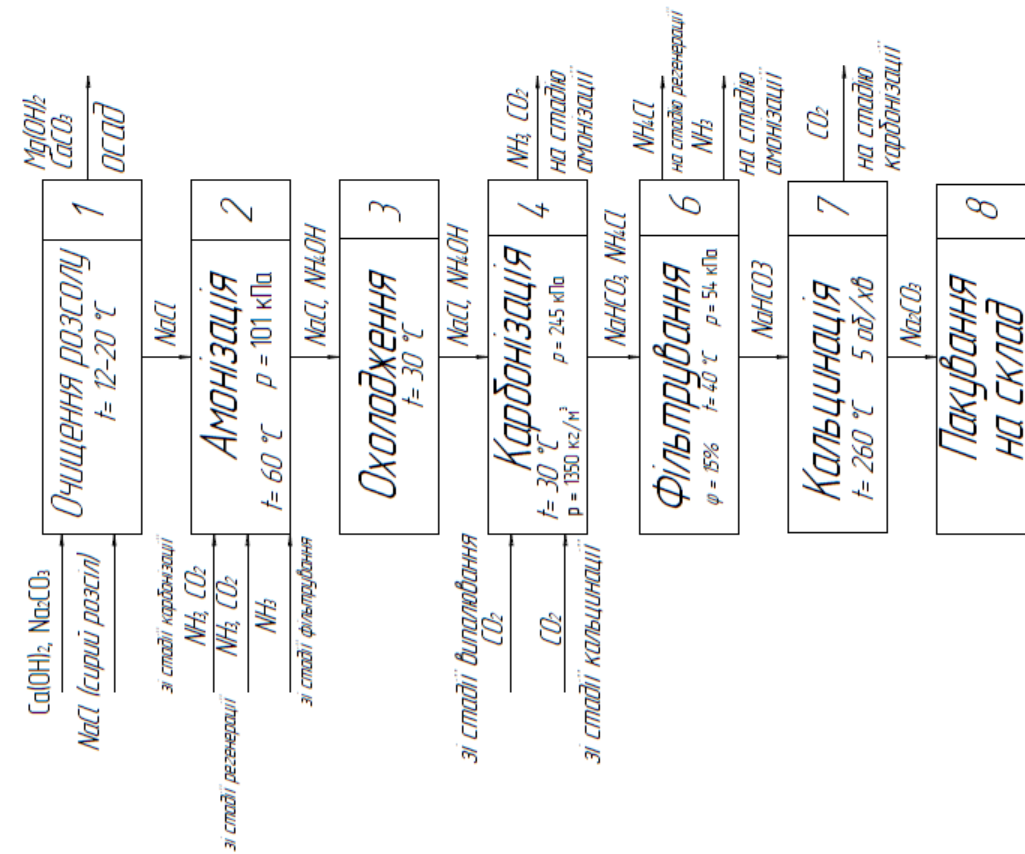 Ca(OH)₂, Na₂CO₃
NaCl (сирий розсіл)
Очищення розсолу
t= 12-20 °C
1
Mg(OH)₂
CaCO₃
осад
NaCl
зі стадії карбонізації
NH₃, CO₂
NH₃, CO₂
зі стадії регенерації
NH₃
зі стадії фільтрування
Амонізація
t= 60 °C p = 101 кПа
2
NaCl, NH₄OH
Охолодження
t= 30 °C
3
NaCl, NH₄OH
зі стадії випалювання
CO₂
CO₂
зі стадії кальцинації
Карбонізація
t= 30 °C p = 245 кПа
p = 1350 кг/м³
4
NH₃, CO₂
на стадію
амонізації
NaHCO₃, NH₄Cl
Фільтрування
φ = 15% t= 40 °C p = 54 кПа
6
NH₄Cl
на стадію регенерації
NH₃
на стадію
амонізації
NaHCO3
Кальцинація
t= 260 °C 5 об/хв
7
CO₂
на стадію
карбонізації
Na₂CO₃
Пакування
на склад
8